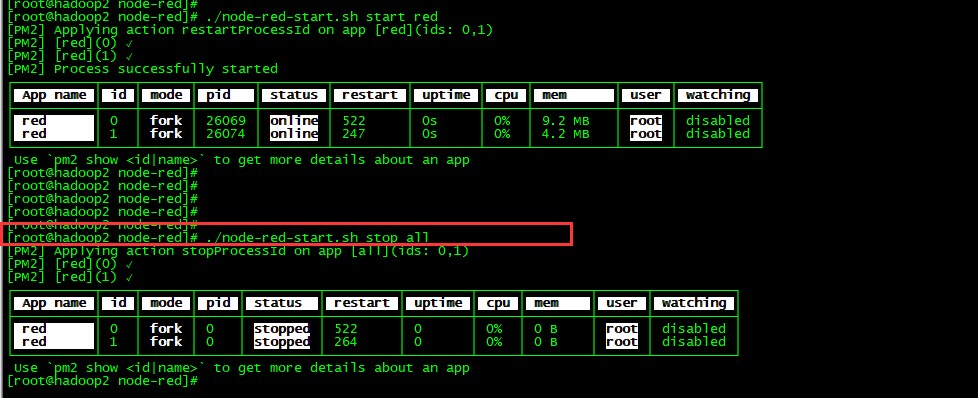 [root@hadoop2 node-red]#
[root@hadoop2 node-red]# ./node-red-start.sh start red
[PM2] Applying action restartProcessId on app [red](ids: 0,1)
[PM2] [red](0) ✓
[PM2] [red](1) ✓
[PM2] Process successfully started
App name id mode pid status restart uptime cpu mem user watching
red 0 fork 26069 online 522 0s 0% 9.2 MB root disabled
red 1 fork 26074 online 247 0s 0% 4.2 MB root disabled
Use `pm2 show <id|name>` to get more details about an app
[root@hadoop2 node-red]#
[root@hadoop2 node-red]#
[root@hadoop2 node-red]#
[root@hadoop2 node-red]#
[root@hadoop2 node-red]#
[root@hadoop2 node-red]# ./node-red-start.sh stop all
[PM2] Applying action stopProcessId on app [all](ids: 0,1)
[PM2] [red](0) ✓
[PM2] [red](1) ✓
App name id mode pid status restart uptime cpu mem user watching
red 0 fork 0 stopped 522 0 0% 0 B root disabled
red 1 fork 0 stopped 264 0 0% 0 B root disabled
Use `pm2 show <id|name>` to get more details about an app
[root@hadoop2 node-red]#